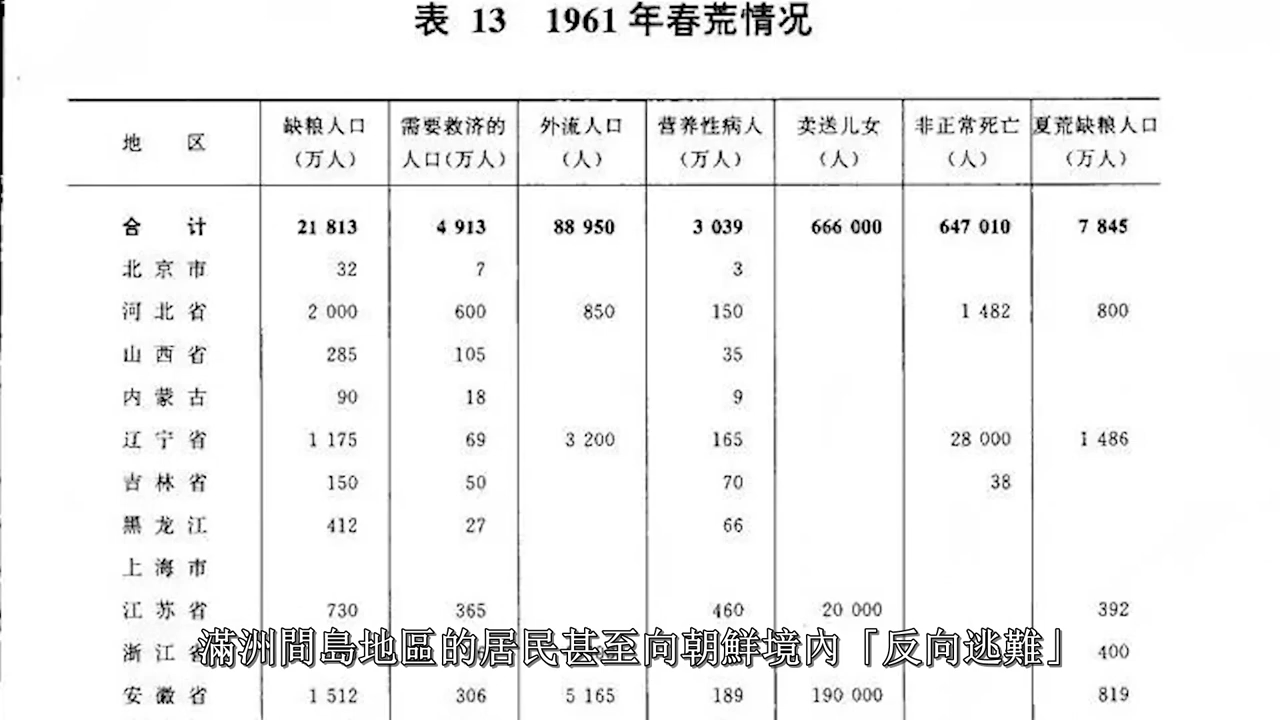 表 13 1961 年春荒情况
地 区 缺粮人口(万人) 需要救济的人口(万人) 外流人口(人) 营养性病人(万人) 卖送儿女(人) 非正常死亡(人) 夏荒缺粮人口(万人)
合 计 21 813 4 913 88 950 3 039 666 000 647 010 7 845
北 京 市 32 7 3
河 北 省 2 000 600 850 150 1 482 800
山 西 省 285 105 35
内 蒙 古 90 18 9
辽 宁 省 1 175 69 3 200 165 28 000 1 486
吉 林 省 150 50 70 38
黑 龙 江 412 27 66
上 海 市
江 苏 省 730 365 460 20 000 392
滿洲間島地區的居民甚至向朝鮮境內「反向逃難」
浙 江 省 400
安 徽 省 1 512 306 5 165 189 190 000 819